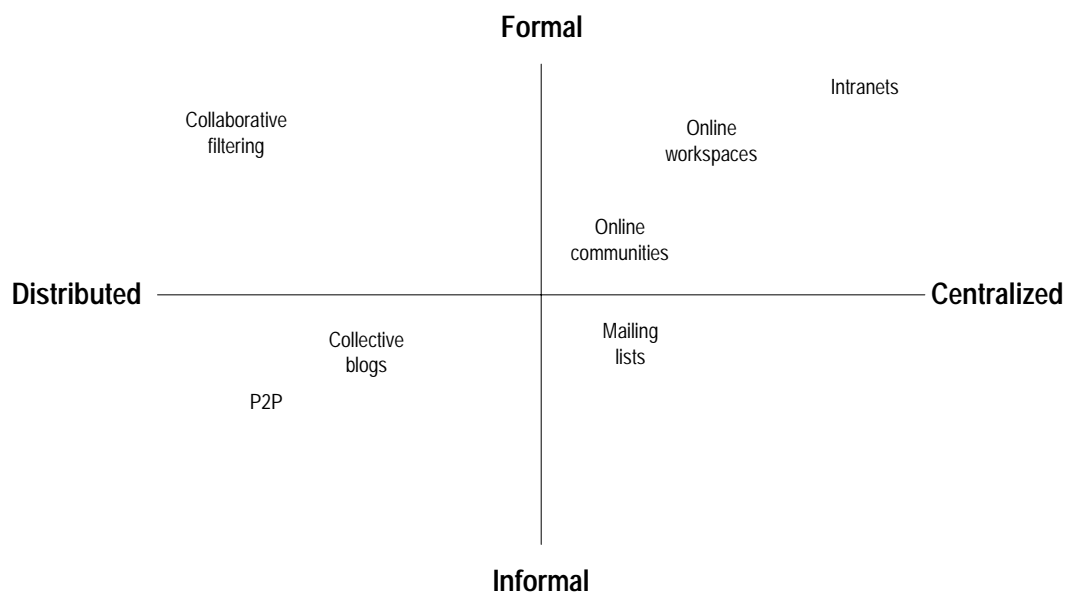 Formal
Intranets
Collaborative
filtering
Online
workspaces
Online
communities
Distributed
Centralized
Collective
blogs
Mailing
lists
P2P
Informal